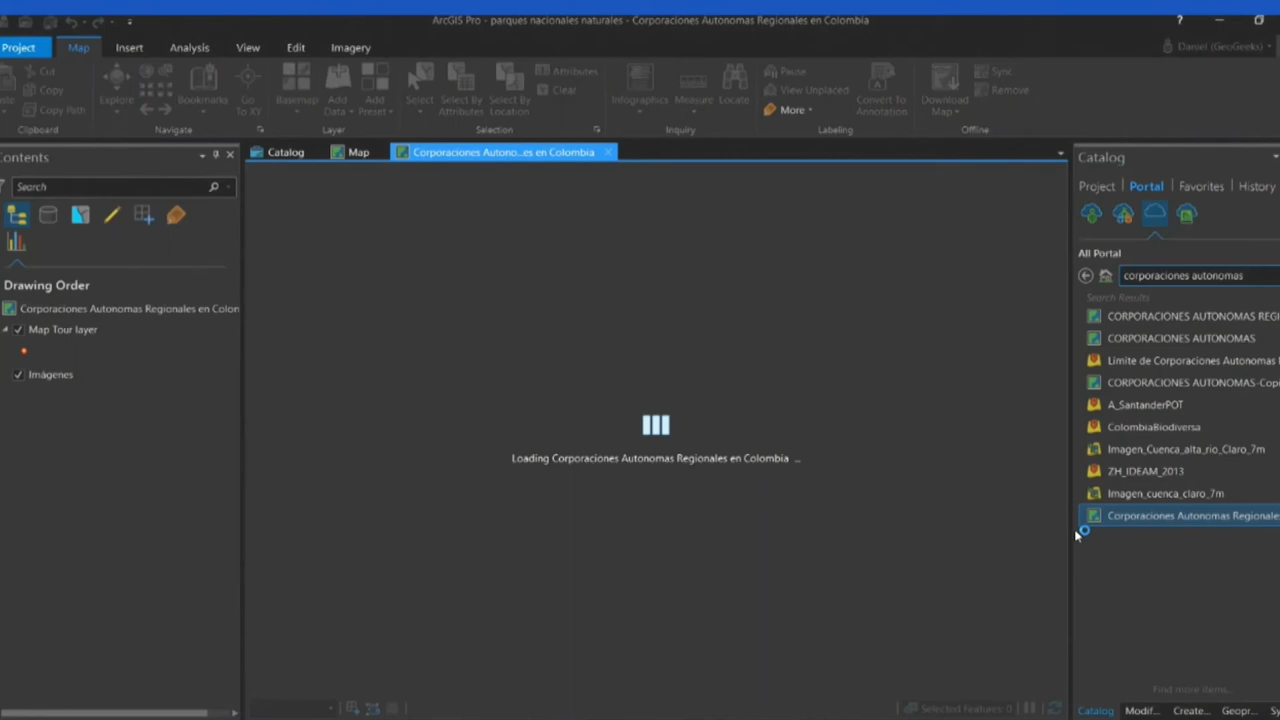 ArcGIS Pro - parques nacionales naturales - Corporaciones Autonomas Regionales en Colombia
?
Project Map Insert Analysis View Edit Imagery
Daniel (GeoGeeks)
Cut
Copy
Copy Path
Clipboard
Explore
Bookmarks
Go
To XY
Navigate
Basemap
Add
Data
Add
Preset
Layer
Select
Select By
Attributes
Select By
Location
Attributes
Clear
Selection
Infographics
Measure
Locate
Inquiry
Pause
View Unplaced
More
Convert To
Annotation
Labeling
Download
Map
Sync
Remove
Offline
Contents
Search
Drawing Order
Corporaciones Autonomas Regionales en Colon
Map Tour layer
Imágenes
Catalog
Map
Corporaciones Autono...es en Colombia
Loading Corporaciones Autonomas Regionales en Colombia ...
Selected Features: 0
Catalog
Project Portal Favorites History
All Portal
corporaciones autonomas
Search Results
CORPORACIONES AUTONOMAS REGI
CORPORACIONES AUTONOMAS
Limite de Corporaciones Autonomas
CORPORACIONES AUTONOMAS-Copi
A_SantanderPOT
ColombiaBiodiversa
Imagen_Cuenca_alta_rio_Claro_7m
ZH_IDEAM_2013
Imagen_cuenca_claro_7m
Corporaciones Autonomas Regionales
Find more items...
Catalog Modif... Create... Geopr... Sy